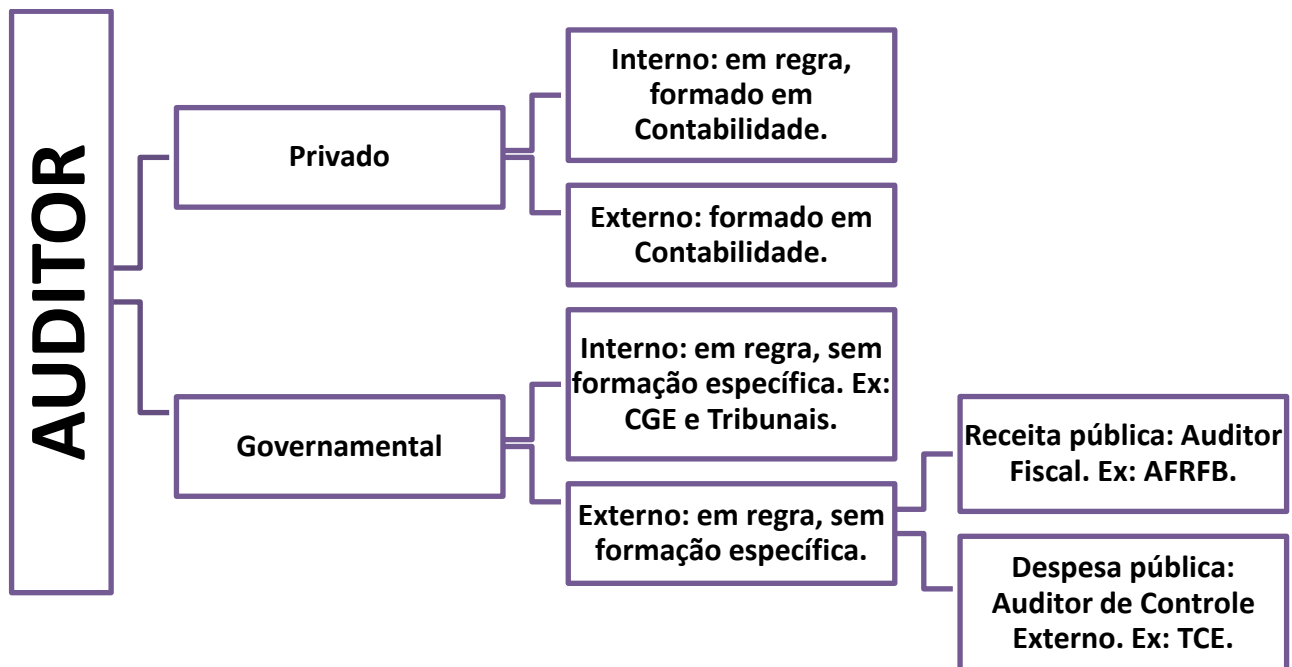 AUDITOR
Privado
Interno: em regra,
formado em
Contabilidade.
Externo: formado em
Contabilidade.
Governamental
Interno: em regra, sem
formação específica. Ex:
CGE e Tribunais.
Externo: em regra, sem
formação específica.
Receita pública: Auditor
Fiscal. Ex: AFRFB.
Despesa pública:
Auditor de Controle
Externo. Ex: TCE.